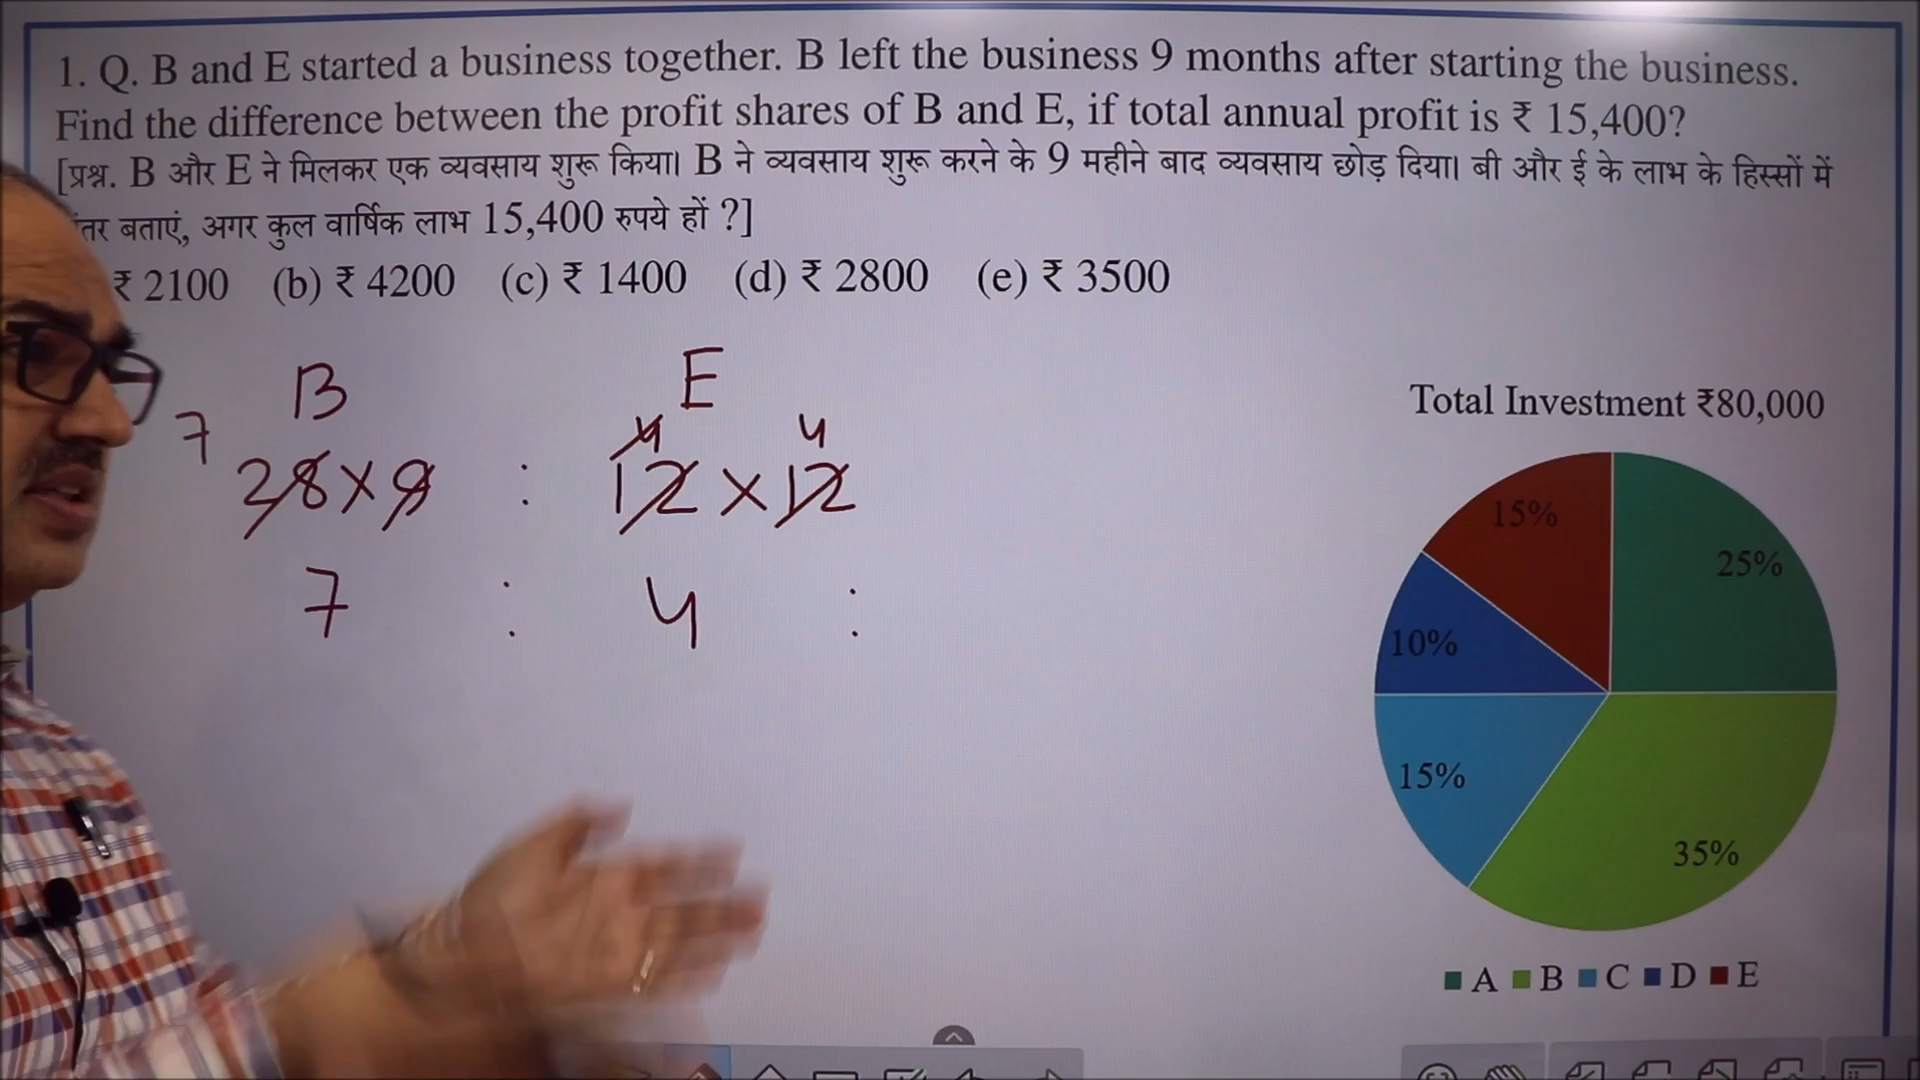 1. Q. B and E started a business together. B left the business 9 months after starting the business.
Find the difference between the profit shares of B and E, if total annual profit is ₹ 15,400?
[प्रश्न. B और E ने मिलकर एक व्यवसाय शुरू किया। B ने व्यवसाय शुरू करने के 9 महीने बाद व्यवसाय छोड़ दिया। बी और ई के लाभ के हिस्सों में
बताएं, अगर कुल वार्षिक लाभ 15,400 रुपये हों ?]
₹ 2100 (b) ₹ 4200 (c) ₹ 1400 (d) ₹ 2800 (e) ₹ 3500
B E
7 4 4
28 x 9 : 12 x 12
7 : 4 :
Total Investment ₹80,000
15%
25%
10%
15%
35%
A B C D E